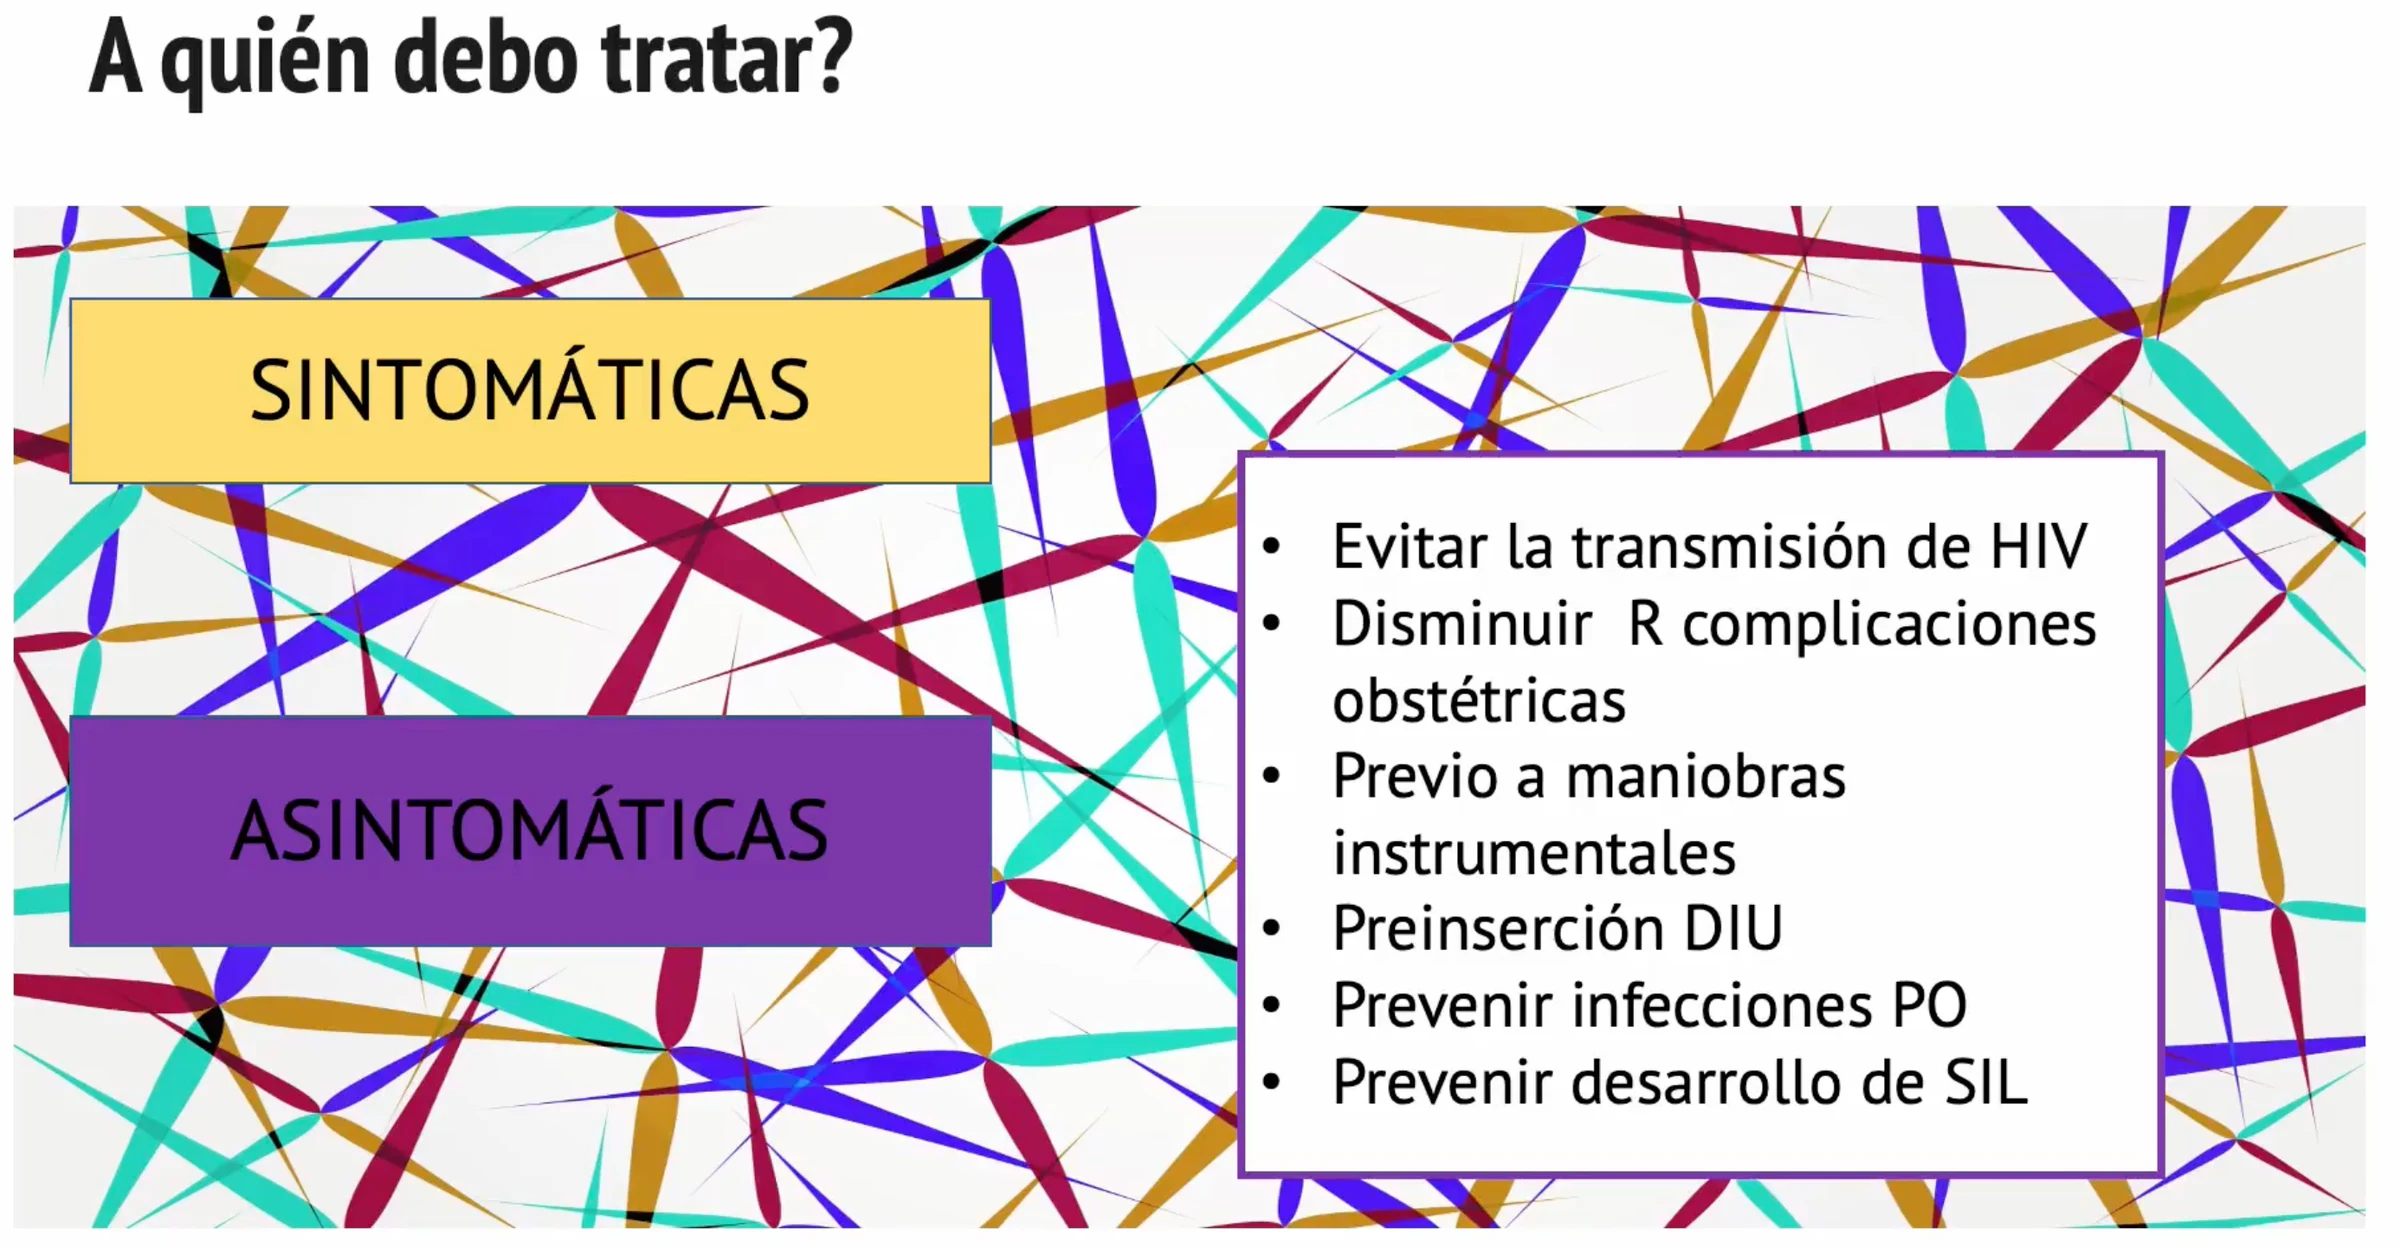 A quién debo tratar?
SINTOMÁTICAS
ASINTOMÁTICAS
• Evitar la transmisión de HIV
• Disminuir R complicaciones
obstétricas
• Previo a maniobras
instrumentales
• Preinserción DIU
• Prevenir infecciones PO
• Prevenir desarrollo de SIL